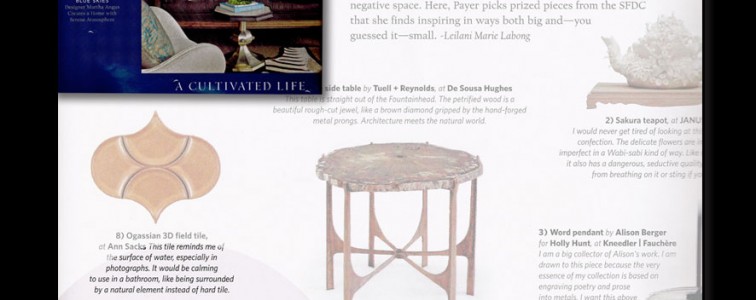 BLUE SKIES
Designer Martha Angus
Creates a Home with
Serene Atmosphere
A CULTIVATED LIFE
negative space. Here, Payer picks prized pieces from the SFDC
that she finds inspiring in ways both big and—you
guessed it—small. -Leilani Marie Labong
side table by Tuell + Reynolds, at De Sousa Hughes
This table is straight out of the Fountainhead. The petrified wood is a
beautiful rough-cut jewel, like a brown diamond gripped by the hand-forged
metal prongs. Architecture meets the natural world.
2) Sakura teapot, at JANU
I would never get tired of looking at the
confection. The delicate flowers are in
imperfect in a Wabi-sabi kind of way. Like
it also has a dangerous, seductive quality
from breathing on it or sting if yo
8) Ogassian 3D field tile,
at Ann Sacks This tile reminds me of
the surface of water, especially in
photographs. It would be calming
to use in a bathroom, like being surrounded
by a natural element instead of hard tile.
3) Word pendant by Alison Berger
for Holly Hunt, at Kneedler | Fauchère
I am a big collector of Alison's work. I am
drawn to this piece because the very
essence of my collection is based on
engraving poetry and prose
into metals. I want this above